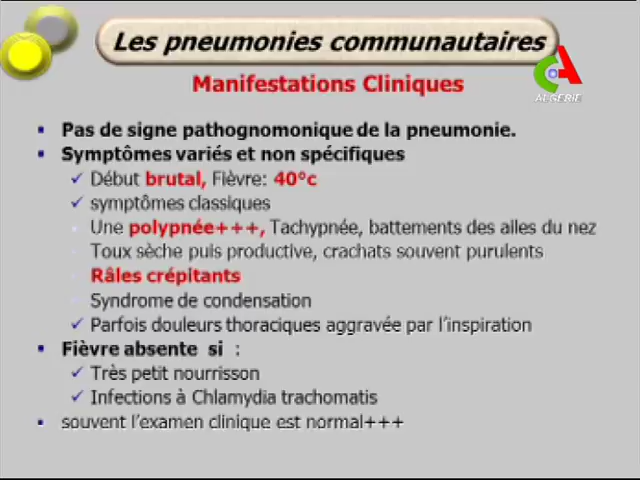 Les pneumonies communautaires
ALGERIE
Manifestations Cliniques
Pas de signe pathognomonique de la pneumonie.
Symptômes variés et non spécifiques
Début brutal, Fièvre: 40°c
symptômes classiques
Une polypnée+++, Tachypnée, battements des ailes du nez
Toux sèche puis productive, crachats souvent purulents
Râles crépitants
Syndrome de condensation
Parfois douleurs thoraciques aggravée par l'inspiration
Fièvre absente si :
Très petit nourrisson
Infections à Chlamydia trachomatis
souvent l'examen clinique est normal+++